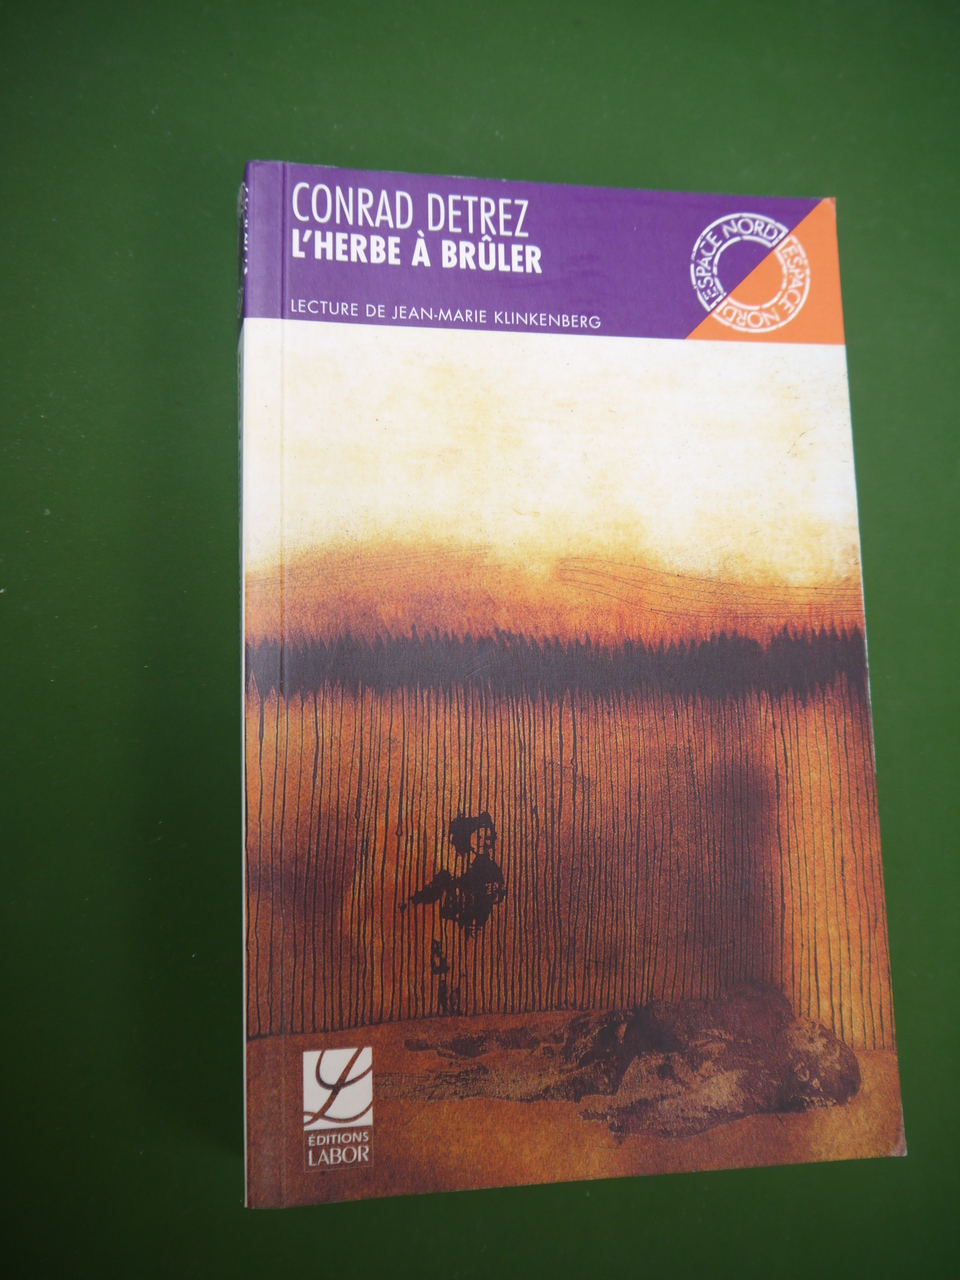 CONRAD DETREZ
L'HERBE À BRÛLER
LECTURE DE JEAN-MARIE KLINKENBERG
ESPACE NORD
ESPACE NORD
L
ÉDITIONS
LABOR